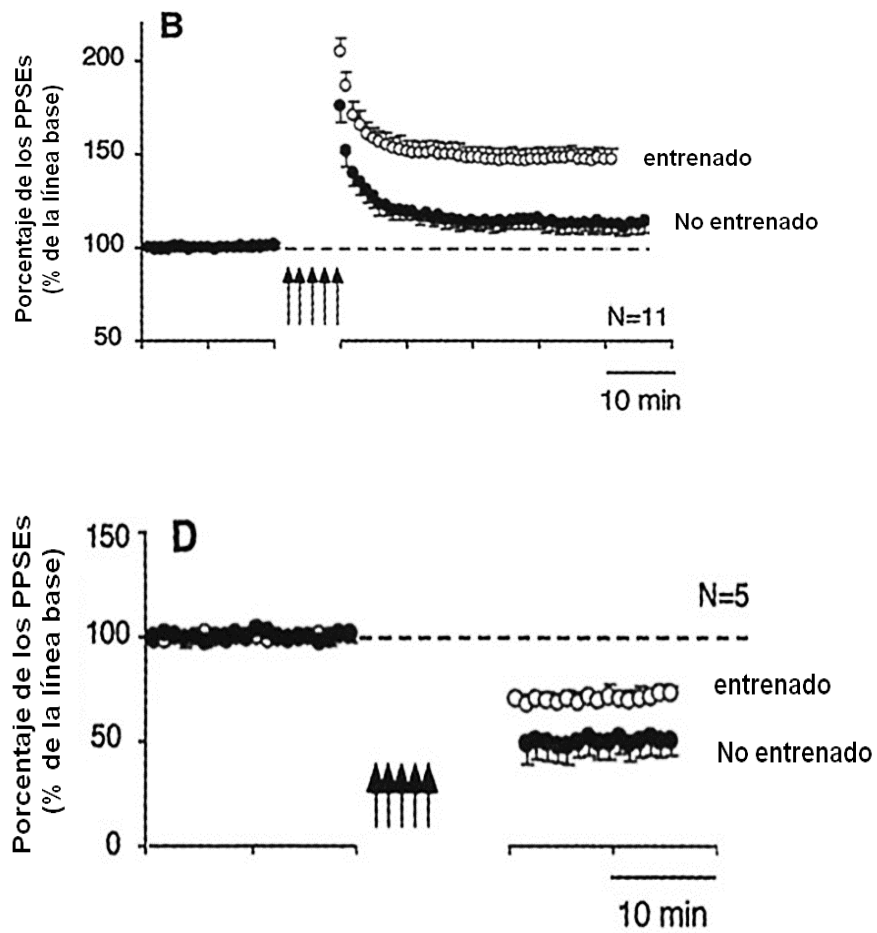 B
Porcentaje de los PPSEs
(% de la línea base)
200
150
100
50
entrenado
No entrenado
N=11
10 min
D
Porcentaje de los PPSEs
(% de la línea base)
150
100
50
0
N=5
entrenado
No entrenado
10 min